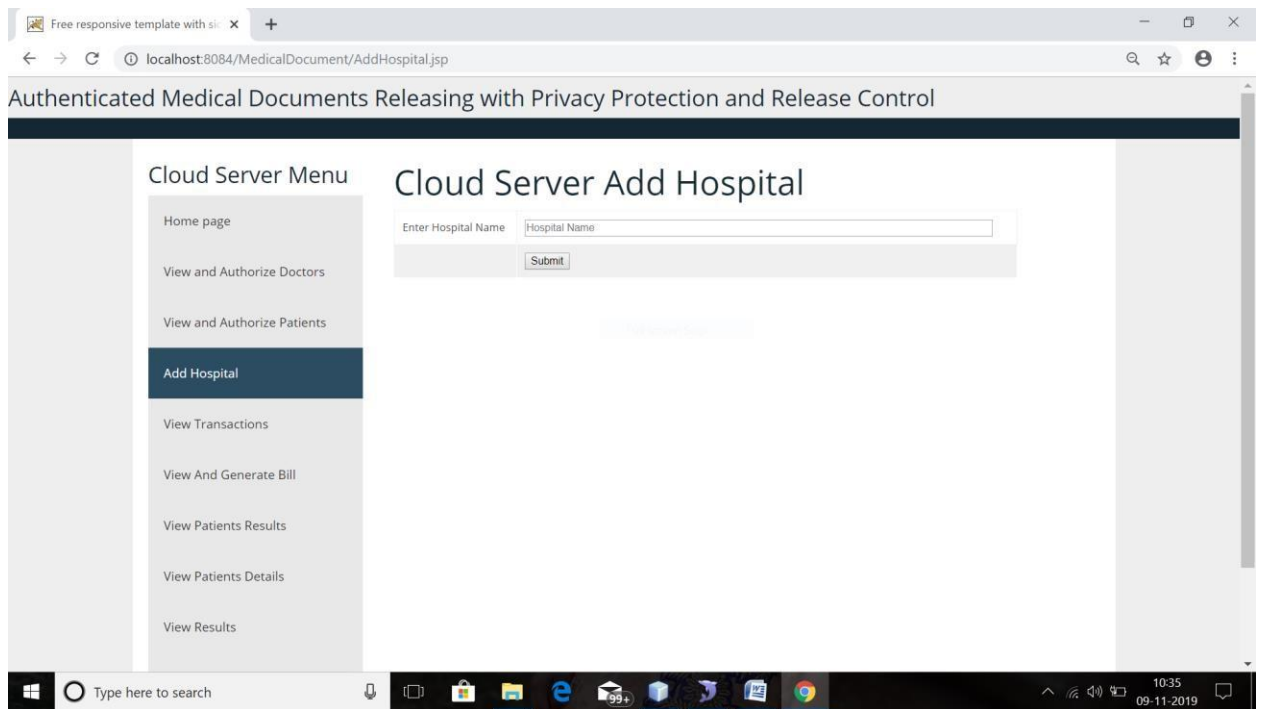 Free responsive template with sid
localhost:8084/MedicalDocument/AddHospital.jsp
Authenticated Medical Documents Releasing with Privacy Protection and Release Control
Cloud Server Menu
Home page
View and Authorize Doctors
View and Authorize Patients
Add Hospital
View Transactions
View And Generate Bill
View Patients Results
View Patients Details
View Results
Cloud Server Add Hospital
Enter Hospital Name
Hospital Name
Submit
Type here to search
99+
10:35
09-11-2019